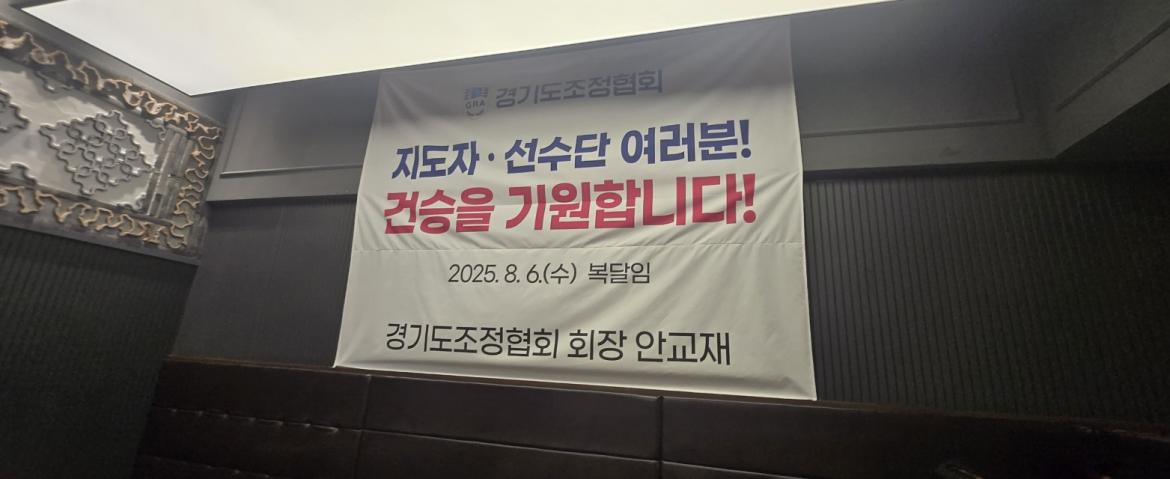 GRA 경기도조정협회
지도자·선수단 여러분!
건승을 기원합니다!
2025. 8. 6.(수) 복달임
경기도조정협회 회장 안교재